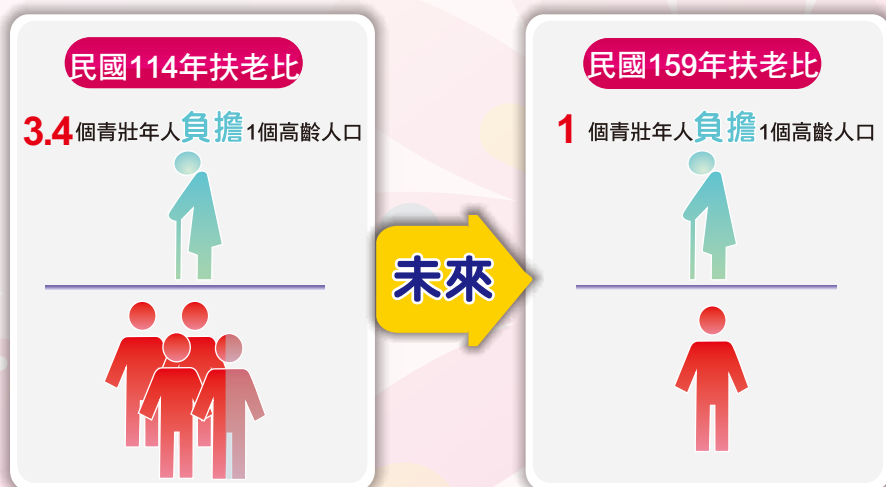 民國114年扶老比
3.4個青壯年人負擔1個高齡人口
未來
民國159年扶老比
1 個青壯年人負擔1個高齡人口